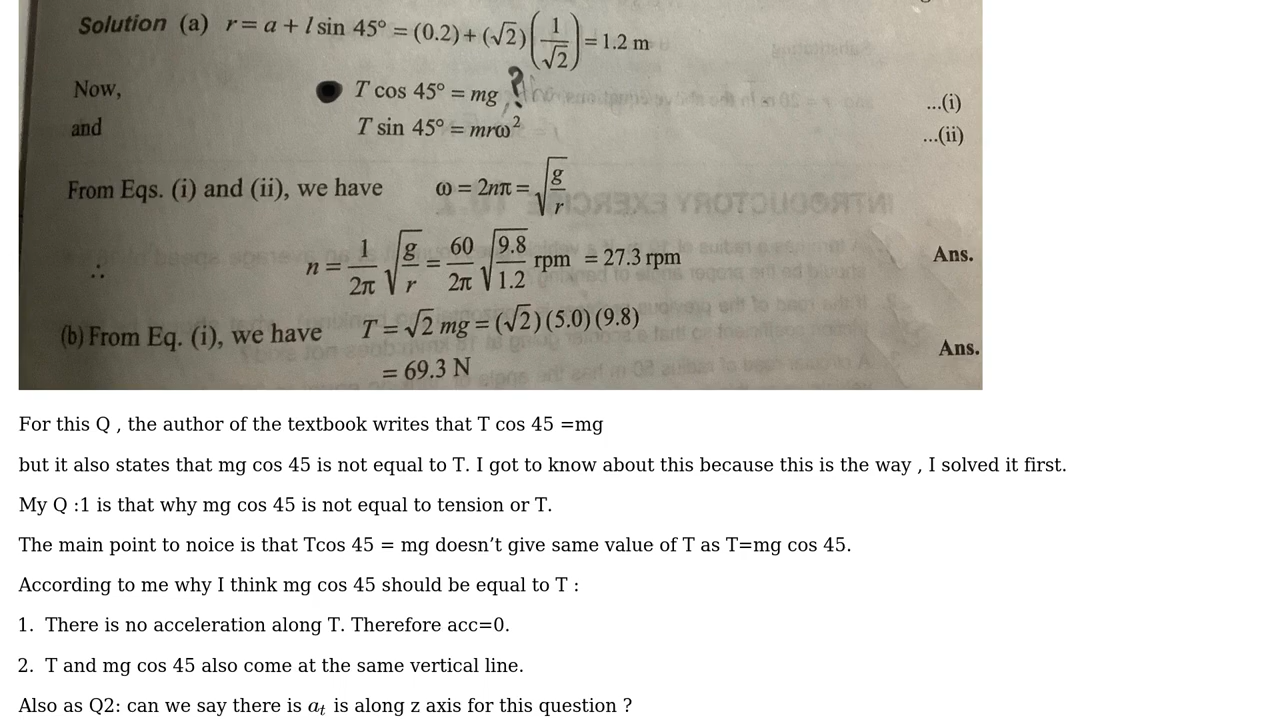 Solution (a) r = a + l sin 45° = (0.2) + (√2) (1/√2) = 1.2 m
Now, T cos 45° = mg ? ...(i)
and T sin 45° = mrω² ...(ii)
From Eqs. (i) and (ii), we have ω = 2nπ = √(g/r)
∴ n = 1/2π √(g/r) = 60/2π √(9.8/1.2) rpm = 27.3 rpm Ans.
(b) From Eq. (i), we have T = √2 mg = (√2) (5.0) (9.8)
= 69.3 N Ans.
For this Q , the author of the textbook writes that T cos 45 =mg
but it also states that mg cos 45 is not equal to T. I got to know about this because this is the way , I solved it first.
My Q :1 is that why mg cos 45 is not equal to tension or T.
The main point to noice is that Tcos 45 = mg doesn’t give same value of T as T=mg cos 45.
According to me why I think mg cos 45 should be equal to T :
1. There is no acceleration along T. Therefore acc=0.
2. T and mg cos 45 also come at the same vertical line.
Also as Q2: can we say there is aₜ is along z axis for this question ?